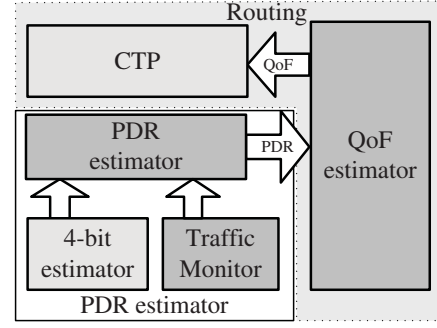 Routing
CTP
QoF
PDR
estimator
PDR
QoF
estimator
4-bit
estimator
Traffic
Monitor
PDR estimator